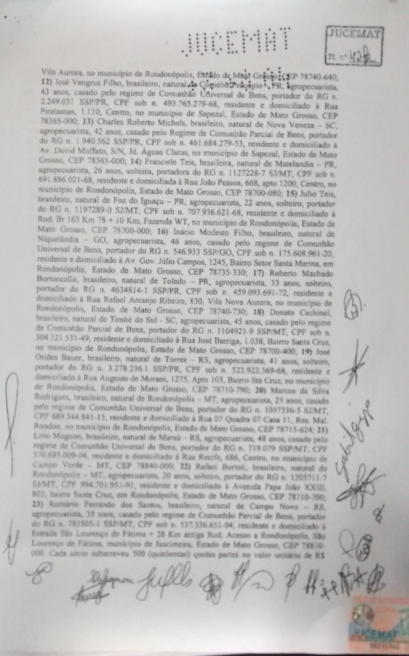 JUCEMAT
JUCEMAT
Vila Aurora, no município de Rondonópolis, Estado de Mato Grosso, CEP 78740-640;
12) José Vengrus Filho, brasileiro, natural de PR, agropecuarista,
43 anos, casado pelo regime de Comunhão Universal de Bens, portador do RG n.
2.249.031 SSP/PR, CPF sob n. 493.765.279-68, residente e domiciliado à Rua
1.110, Centro, no município de Sapezal, Estado de Mato Grosso, CEP
78365-000; 13) Charles Roberto Michels, brasileiro, natural de Nova Veneza – SC,
agropecuarista, 42 anos, casado pelo Regime de Comunhão Parcial de Bens, portador do RG
n. 1.940.562 SSP/PR, CPF sob n. 461.684.279-53, residente e domiciliado à
Av. David Muffato, S/N, Jd. Águas Claras, no município de Sapezal, Estado de Mato
Grosso, CEP 78365-000; 14) Franciele Teis, brasileira, natural de Matelândia – PR,
agropecuarista, 26 anos, solteira, portadora do RG n. 1127228-7 SJ/MT, CPF sob n.
691.886.021-68, residente e domiciliada à Rua João Pessoa, 668, apto 1200, Centro, no
município de Rondonópolis, Estado de Mato Grosso, CEP 78700-080; 15) Julio Teis,
brasileiro, natural de Foz do Iguaçu – PR, agropecuarista, 22 anos, solteiro, portador
do RG n. 1197289-0 SJ/MT, CPF sob n. 707.936.621-68, residente e domiciliado à
Rod. Br 163 Km 78 + 10 Km, Fazenda WT, no município de Rondonópolis, Estado de
Mato Grosso, CEP 78700-000; 16) Inácio Modesto Filho, brasileiro, natural de
Niquelândia – GO, agropecuarista, 46 anos, casado pelo regime de Comunhão
Universal de Bens, portador do RG n. 546.933 SSP/GO, CPF sob n. 175.608.961-20,
residente e domiciliado à Av. Gov. Júlio Campos, 1245, Bairro Setor Santa Marina, em
Rondonópolis, Estado de Mato Grosso, CEP 78735-330; 17) Roberto Machado
Bortoncello, brasileiro, natural de Toledo – PR, agropecuarista, 33 anos, solteiro,
portador do RG n. 4634814-1 SSP/PR, CPF sob n. 459.093.691-72, residente e
domiciliado à Rua Rafael Arcanjo Ribeiro, 830, Vila Nova Aurora, no município de
Rondonópolis, Estado de Mato Grosso, CEP 78740-730; 18) Donato Cechinel,
brasileiro, natural de Timbé do Sul – SC, agropecuarista, 45 anos, casado pelo regime
de Comunhão Parcial de Bens, portador do RG n. 1104921-9 SSP/MT, CPF sob n.
304.121.531-49, residente e domiciliado à Rua José Barriga, 1.038, Bairro Santa Cruz,
no município de Rondonópolis, Estado de Mato Grosso, CEP 78700-400; 19) José
Orides Bauer, brasileiro, natural de Torres – RS, agropecuarista, 41 anos, solteiro,
portador do RG n. 3.278.236.1 SSP/PR, CPF sob n. 523.922.369-68, residente e
domiciliado à Rua Augusto de Moraes, 1275, Apto 103, Bairro Sta Cruz, no município
de Rondonópolis, Estado de Mato Grosso, CEP 78710-790; 20) Marcos da Silva
Rodrigues, brasileiro, natural de Rondonópolis – MT, agropecuarista, 25 anos, casado
pelo regime de Comunhão Universal de Bens, portador do RG n. 1037336-5 SJ/MT,
CPF 689.544.841-15, residente e domiciliado à Rua 07 Quadra 07 Casa 11, Res. Mal.
Rondon, no município de Rondonópolis, Estado de Mato Grosso, CEP 78715-624; 21)
Lírio Mognon, brasileiro, natural de Maraú – RS, agropecuarista, 48 anos, casado pelo
regime de Comunhão Universal de Bens, portador do RG n. 719.079 SSP/MT, CPF
370.695.009-04, residente e domiciliado à Rua Recife, 686, Centro, no município de
Campo Verde – MT, CEP 78840-000; 22) Rafael Bortoli, brasileiro, natural de
Rondonópolis – MT, agropecuarista, 20 anos, solteiro, portador do RG n. 1203711-7
SJ/MT, CPF 994.701.951-91, residente e domiciliado à Avenida Papa João XXIII,
803, bairro Santa Cruz, em Rondonópolis, Estado de Mato Grosso, CEP 78710-700;
23) Romário Fernando dos Santos, brasileiro, natural de Campo Novo – RS,
agropecuarista, 35 anos, casado pelo regime de Comunhão Parcial de Bens, portador
do RG n. 783505-1 SSP/MT, CPF sob n. 537.336.651-04, residente e domiciliado à
Estrada São Lourenço de Fátima + 28 Km antiga Rod. Acesso a Rondonópolis, São
Lourenço de Fátima, município de Juscimeira, Estado de Mato Grosso, CEP 78810-
000. Cada sócio subscreveu 500 (quinhentas) quotas partes no valor unitário de R$
JUCEMAT